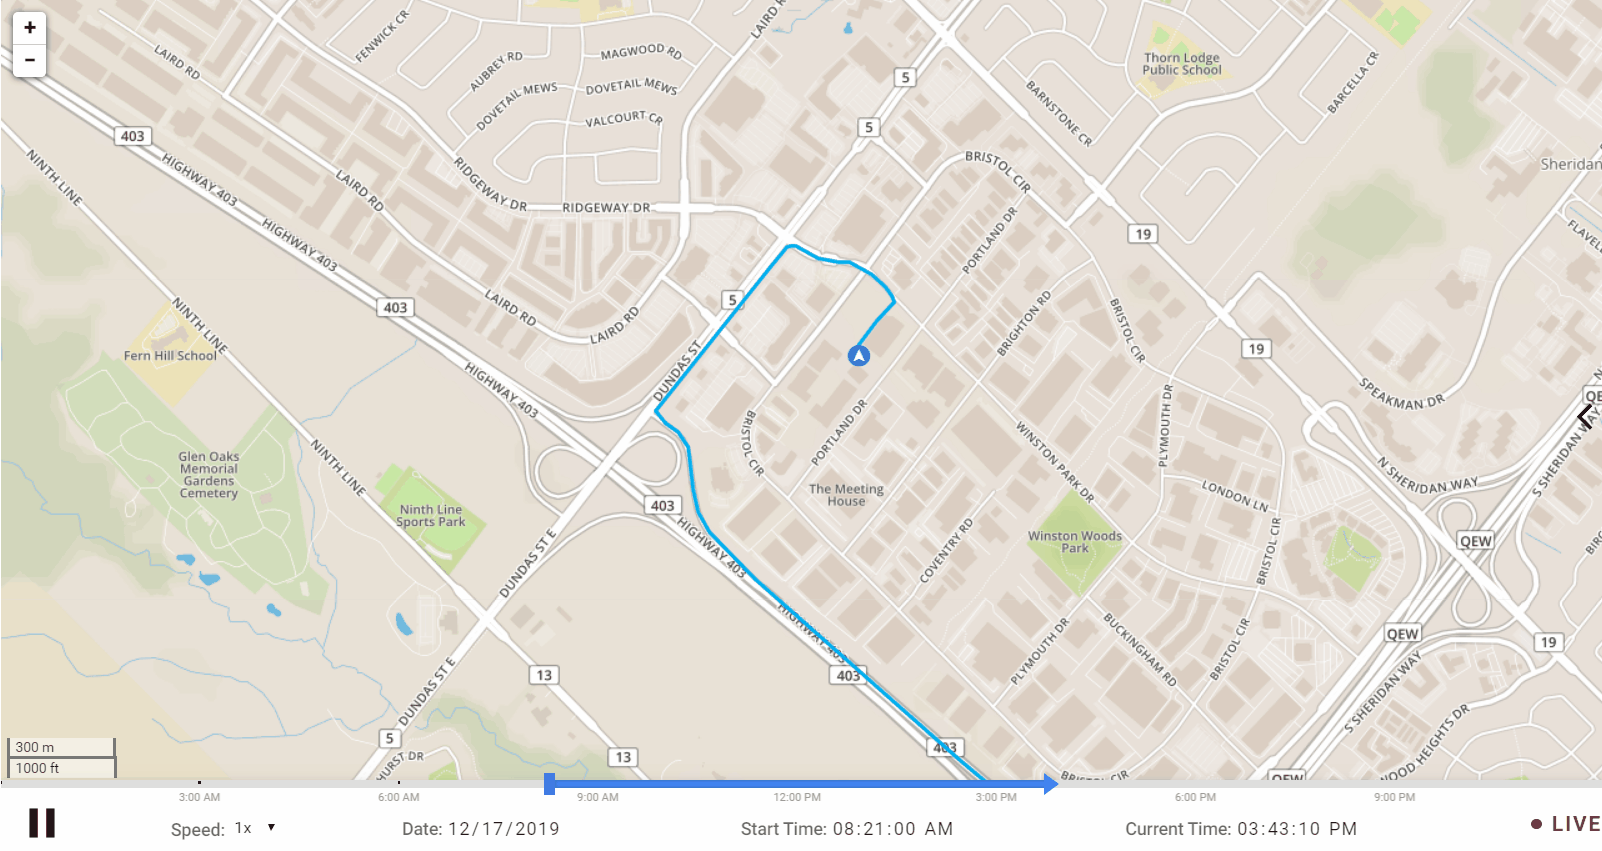 +
−
FENWICK CR
LAIRD RD
LAIRD R
AUBREY RD
MAGWOOD RD
DOVETAIL MEWS
DOVETAIL MEWS
VALCOURT CR
5
5
Thorn Lodge
Public School
BARNSTONE CR
BARCELLA CR
403
HIGHWAY 403
NINTH LINE
LAIRD RD
RIDGEWAY DR
RIDGEWAY DR
BRISTOL CIR
Sheridan
PORTLAND DR
19
FLAVEL
HIGHWAY 403
403
NINTH LINE
LAIRD RD
LAIRD RD
5
BRIGHTON RD
BRISTOL CIR
19
Fern Hill School
DUNDAS ST
HIGHWAY 403
SPEAKMAN DR
QE
S SHERIDAN WAY
N
PLYMOUTH DR
BRISTOL CIR
PORTLAND DR
WINSTON PARK DR
Glen Oaks
Memorial
Gardens
Cemetery
NINTH LINE
N SHERIDAN WAY
The Meeting
House
LONDON LN
403
Ninth Line
Sports Park
HIGHWAY 403
COVENTRY RD
Winston Woods
Park
BRISTOL CIR
QEW
BIRC
DUNDAS ST E
HIGHWAY 403
BUCKINGHAM RD
PLYMOUTH DR
BRISTOL CIR
QEW
19
13
403
DUNDAS ST E
S SHERIDAN WAY
5
403
HURST DR
13
WOOD HEIGHTS DR
BRISTOL CIR
QEW
300 m
1000 ft
3:00 AM
6:00 AM
9:00 AM
12:00 PM
3:00 PM
6:00 PM
9:00 PM
Speed: 1x ▼
Date: 12/17/2019
Start Time: 08:21:00 AM
Current Time: 03:43:10 PM
LIVE